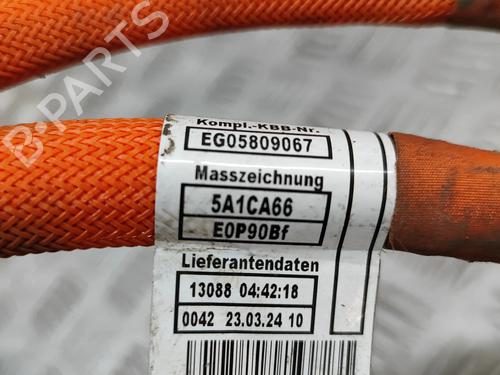 Kompl.-KBB-Nr.
EG05809067
Masszeichnung
5A1CA66
E0P90Bf
Lieferantendaten
13088 04:42:18
0042 23.03.24 10
B-PARTS